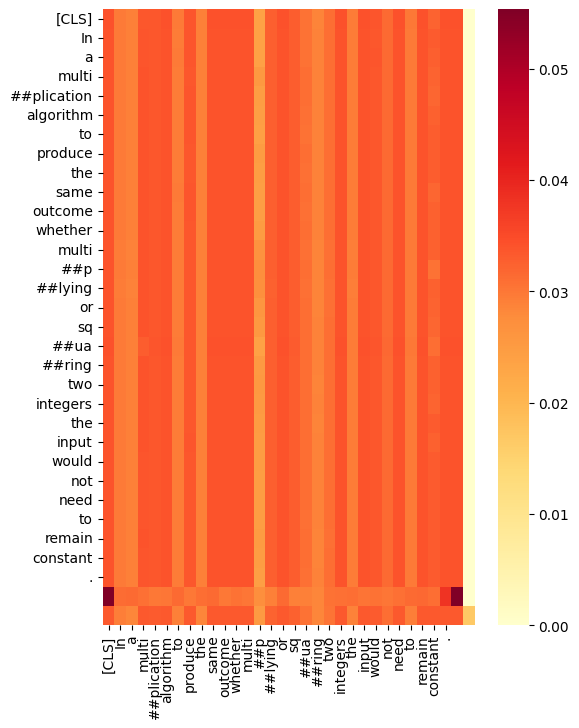 [CLS]
In
a
multi
##plication
algorithm
to
produce
the
same
outcome
whether
multi
##p
##lying
or
sq
##ua
##ring
two
integers
the
input
would
not
need
to
remain
constant
.
0.05
0.04
0.03
0.02
0.01
0.00
[CLS]
In
a
multi
##plication
algorithm
to
produce
the
same
outcome
whether
multi
##p
##lying
or
sq
##ua
##ring
two
integers
the
input
would
not
need
to
remain
constant
.